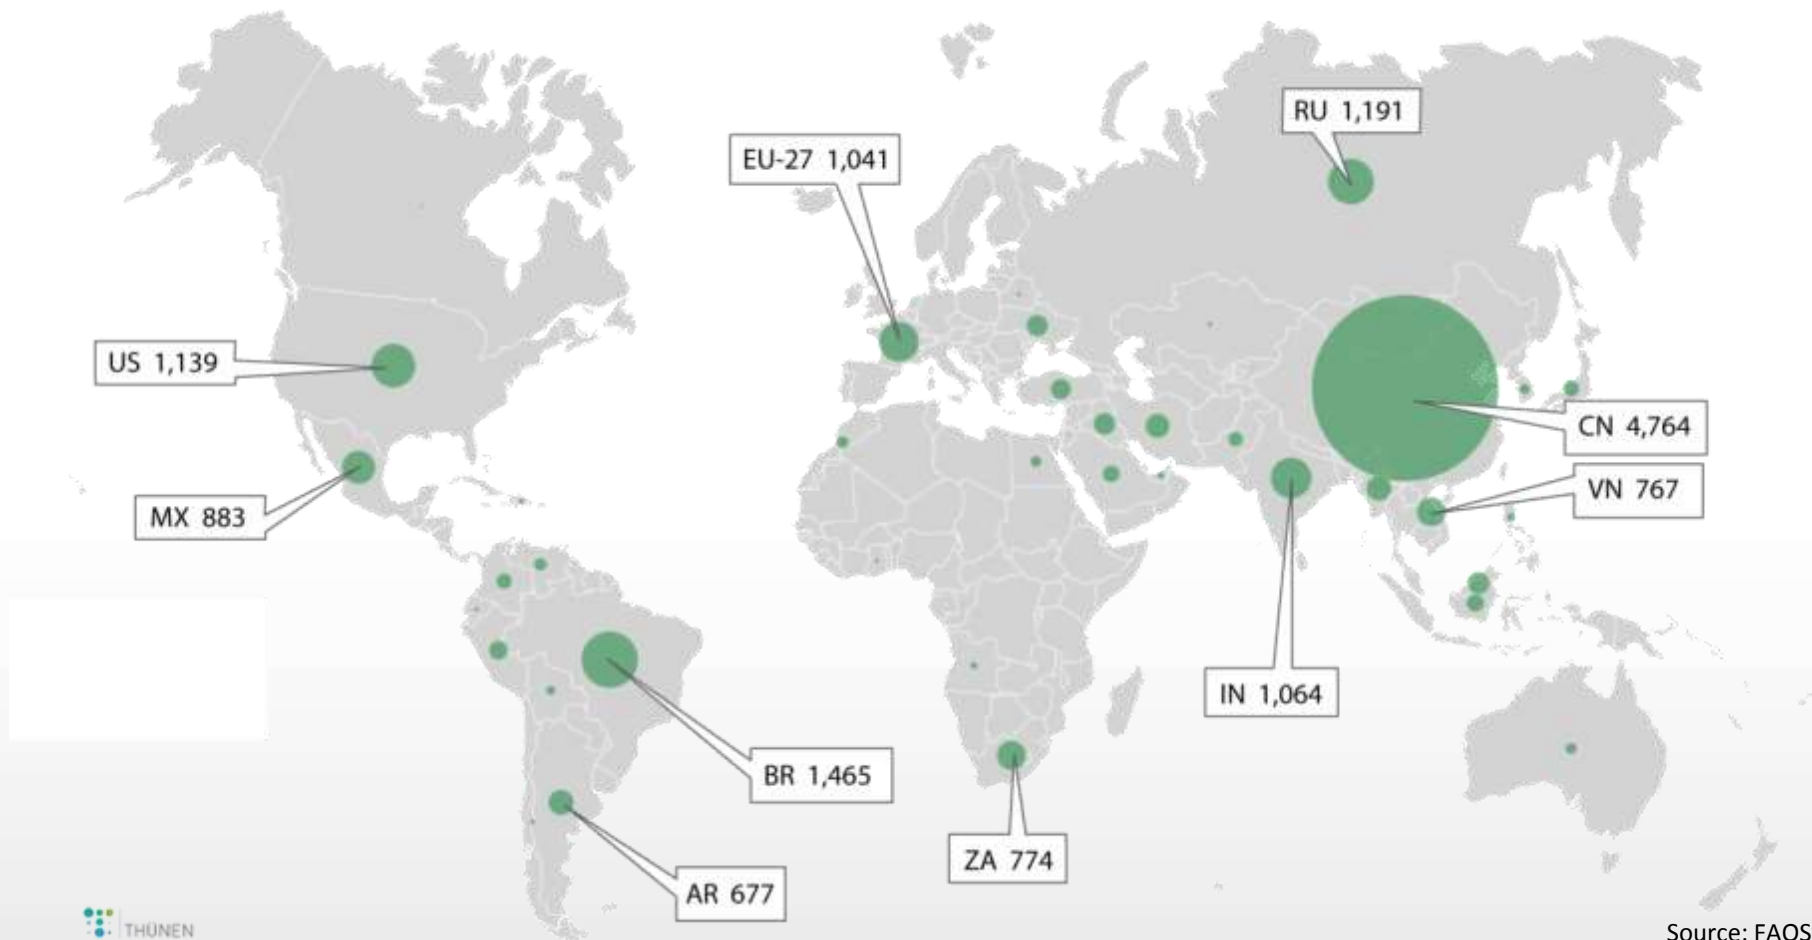 RU 1,191
EU-27 1,041
US 1,139
CN 4,764
VN 767
MX 883
IN 1,064
BR 1,465
ZA 774
AR 677
THÜNEN
Source: FAOS